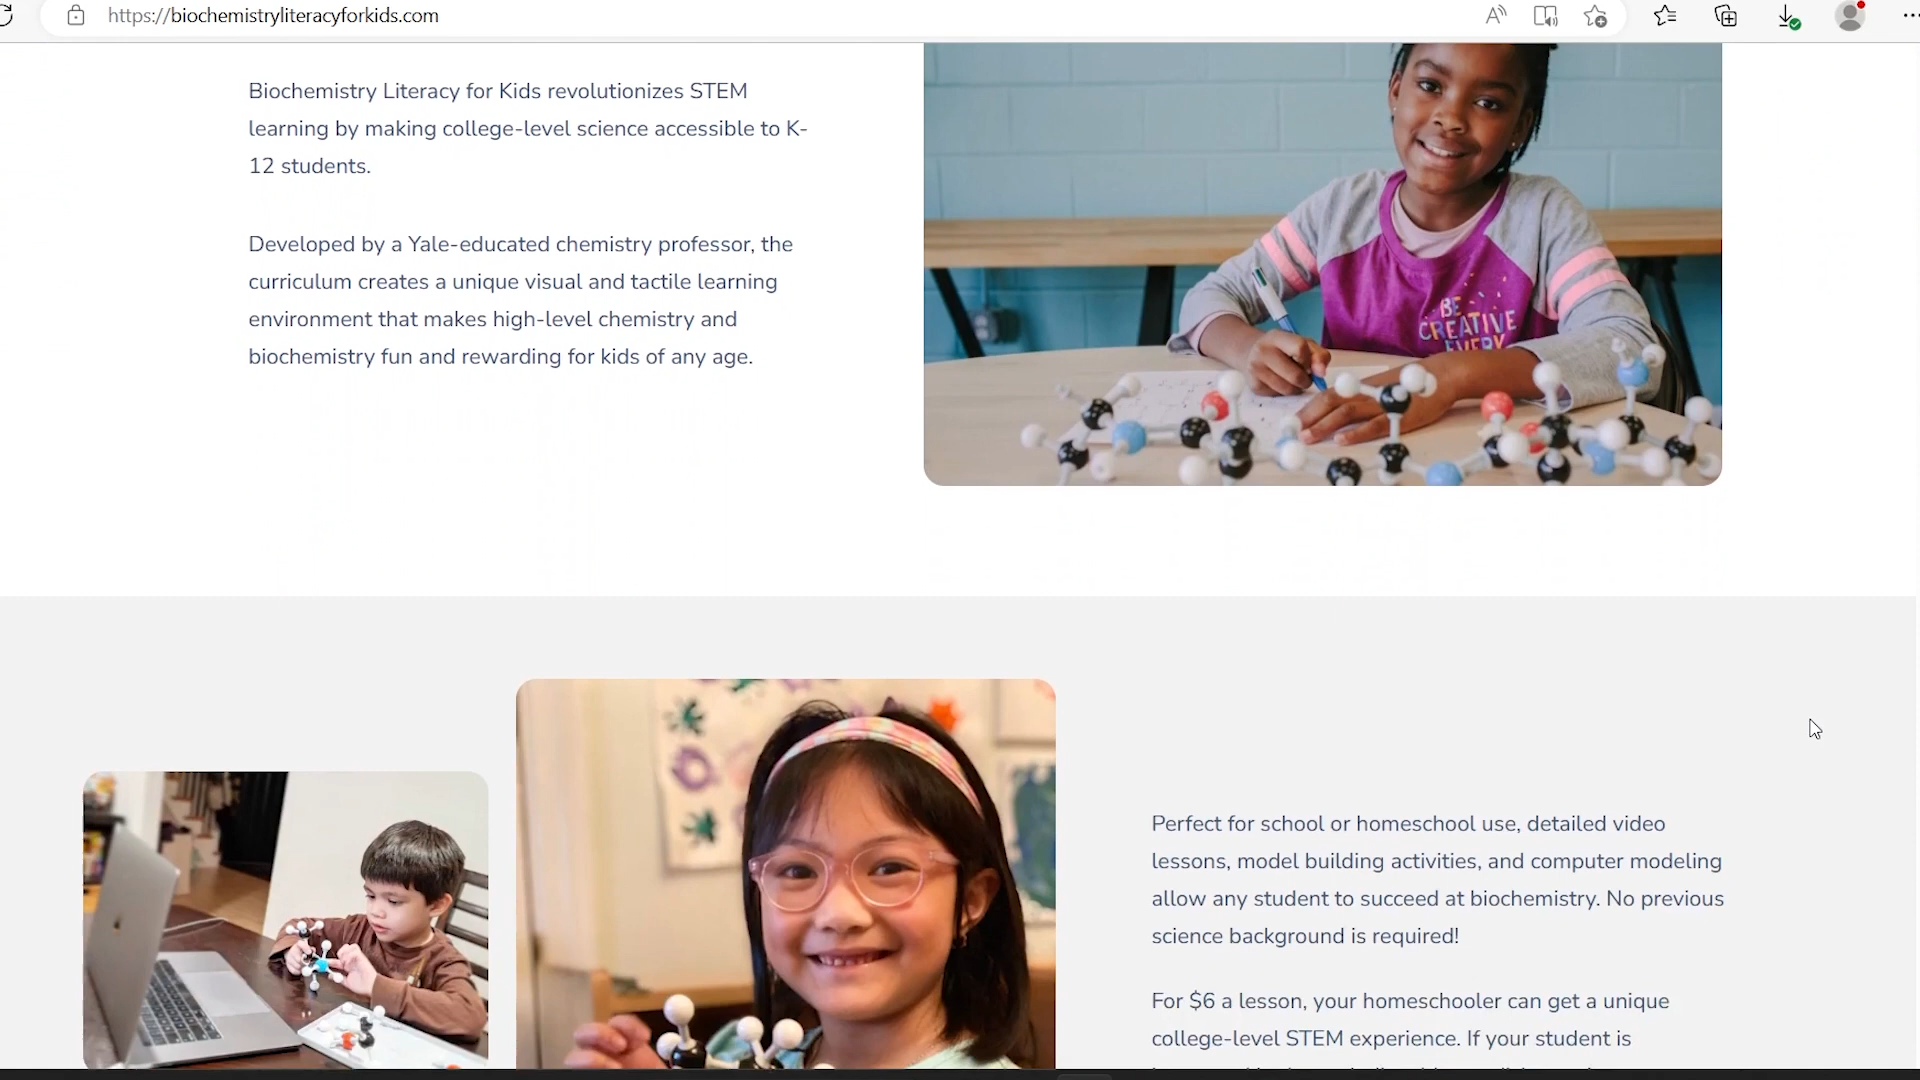 https://biochemistryliteracyforkids.com
Biochemistry Literacy for Kids revolutionizes STEM
learning by making college-level science accessible to K-
12 students.
Developed by a Yale-educated chemistry professor, the
curriculum creates a unique visual and tactile learning
environment that makes high-level chemistry and
biochemistry fun and rewarding for kids of any age.
BE
CREATIVE
EVERY
Perfect for school or homeschool use, detailed video
lessons, model building activities, and computer modeling
allow any student to succeed at biochemistry. No previous
science background is required!
For $6 a lesson, your homeschooler can get a unique
college-level STEM experience. If your student is